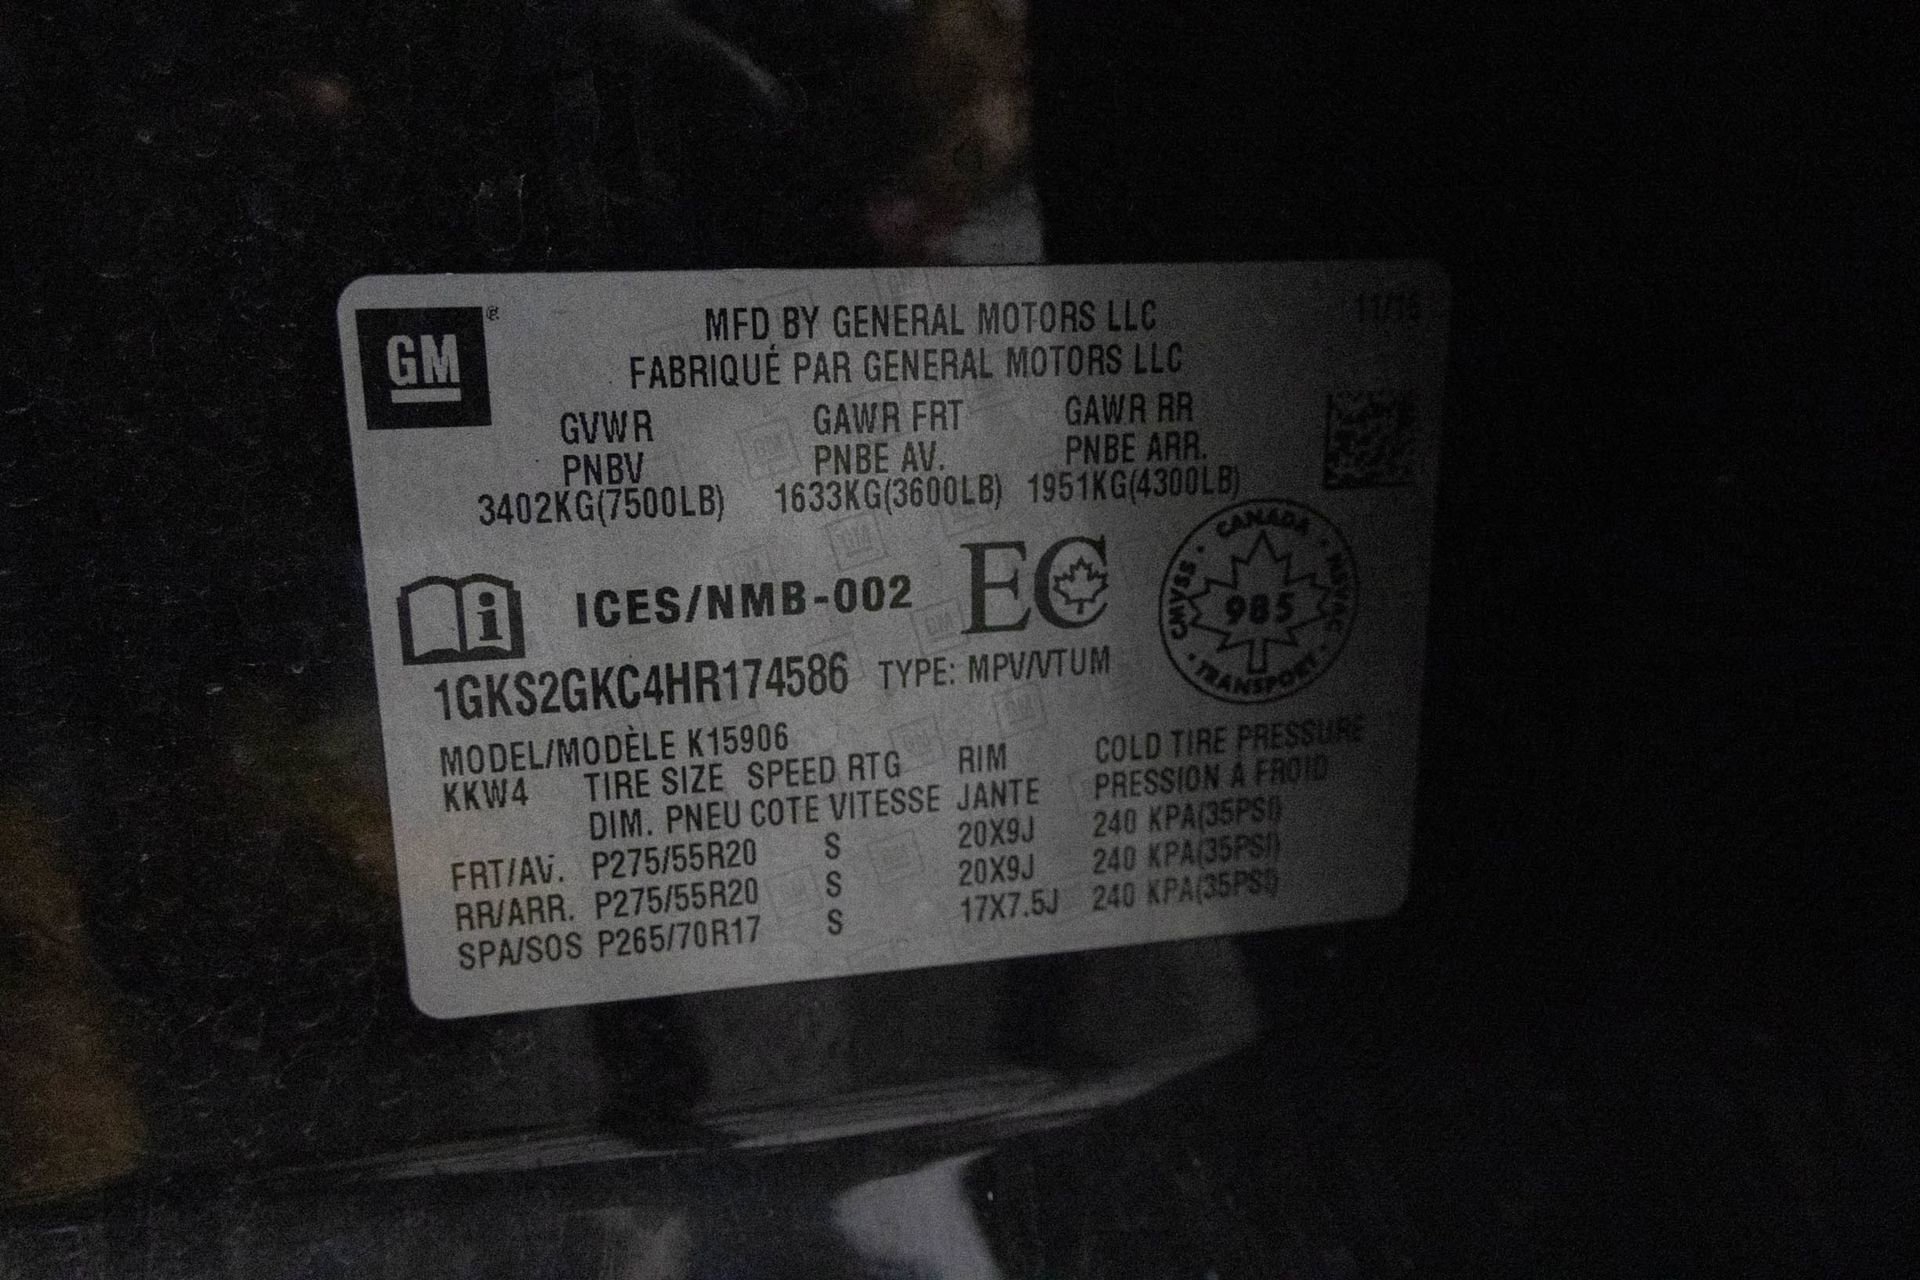 GM ®
MFD BY GENERAL MOTORS LLC
FABRIQUÉ PAR GENERAL MOTORS LLC
GVWR GAWR FRT GAWR RR
PNBV PNBE AV. PNBE ARR.
3402KG(7500LB) 1633KG(3600LB) 1951KG(4300LB)
ICES/NMB-002 EC
CANADA · NSVAC · TRANSPORT · CMVSS ·
985
1GKS2GKC4HR174586 TYPE: MPV/VTUM
MODEL/MODÈLE K15906
KKW4 TIRE SIZE SPEED RTG RIM COLD TIRE PRESSURE
DIM. PNEU COTE VITESSE JANTE PRESSION A FROID
FRT/AV. P275/55R20 S 20X9J 240 KPA(35PSI)
RR/ARR. P275/55R20 S 20X9J 240 KPA(35PSI)
SPA/SOS P265/70R17 S 17X7.5J 240 KPA(35PSI)